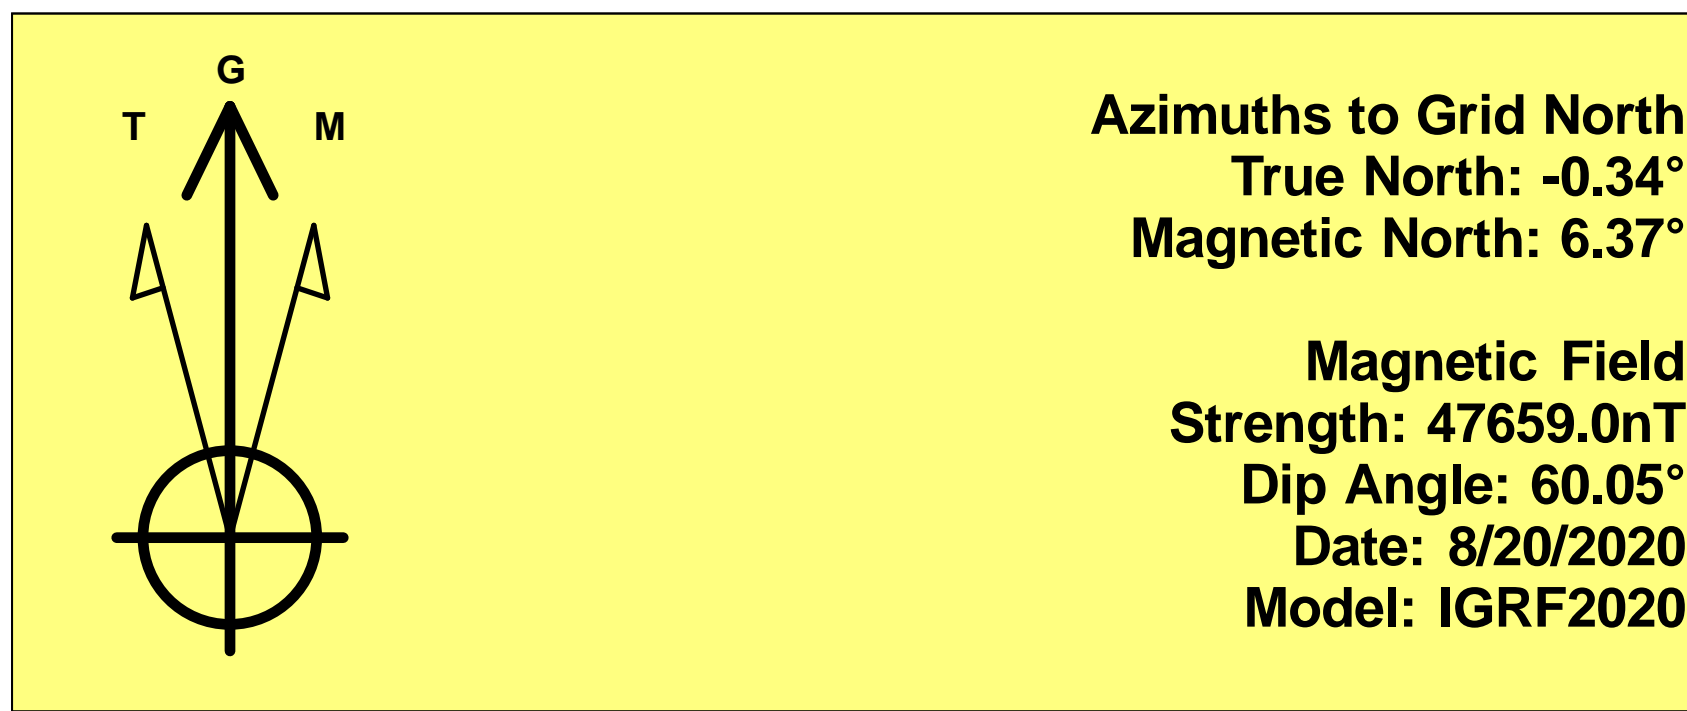 G
T M
Azimuths to Grid North
True North: -0.34°
Magnetic North: 6.37°
Magnetic Field
Strength: 47659.0nT
Dip Angle: 60.05°
Date: 8/20/2020
Model: IGRF2020